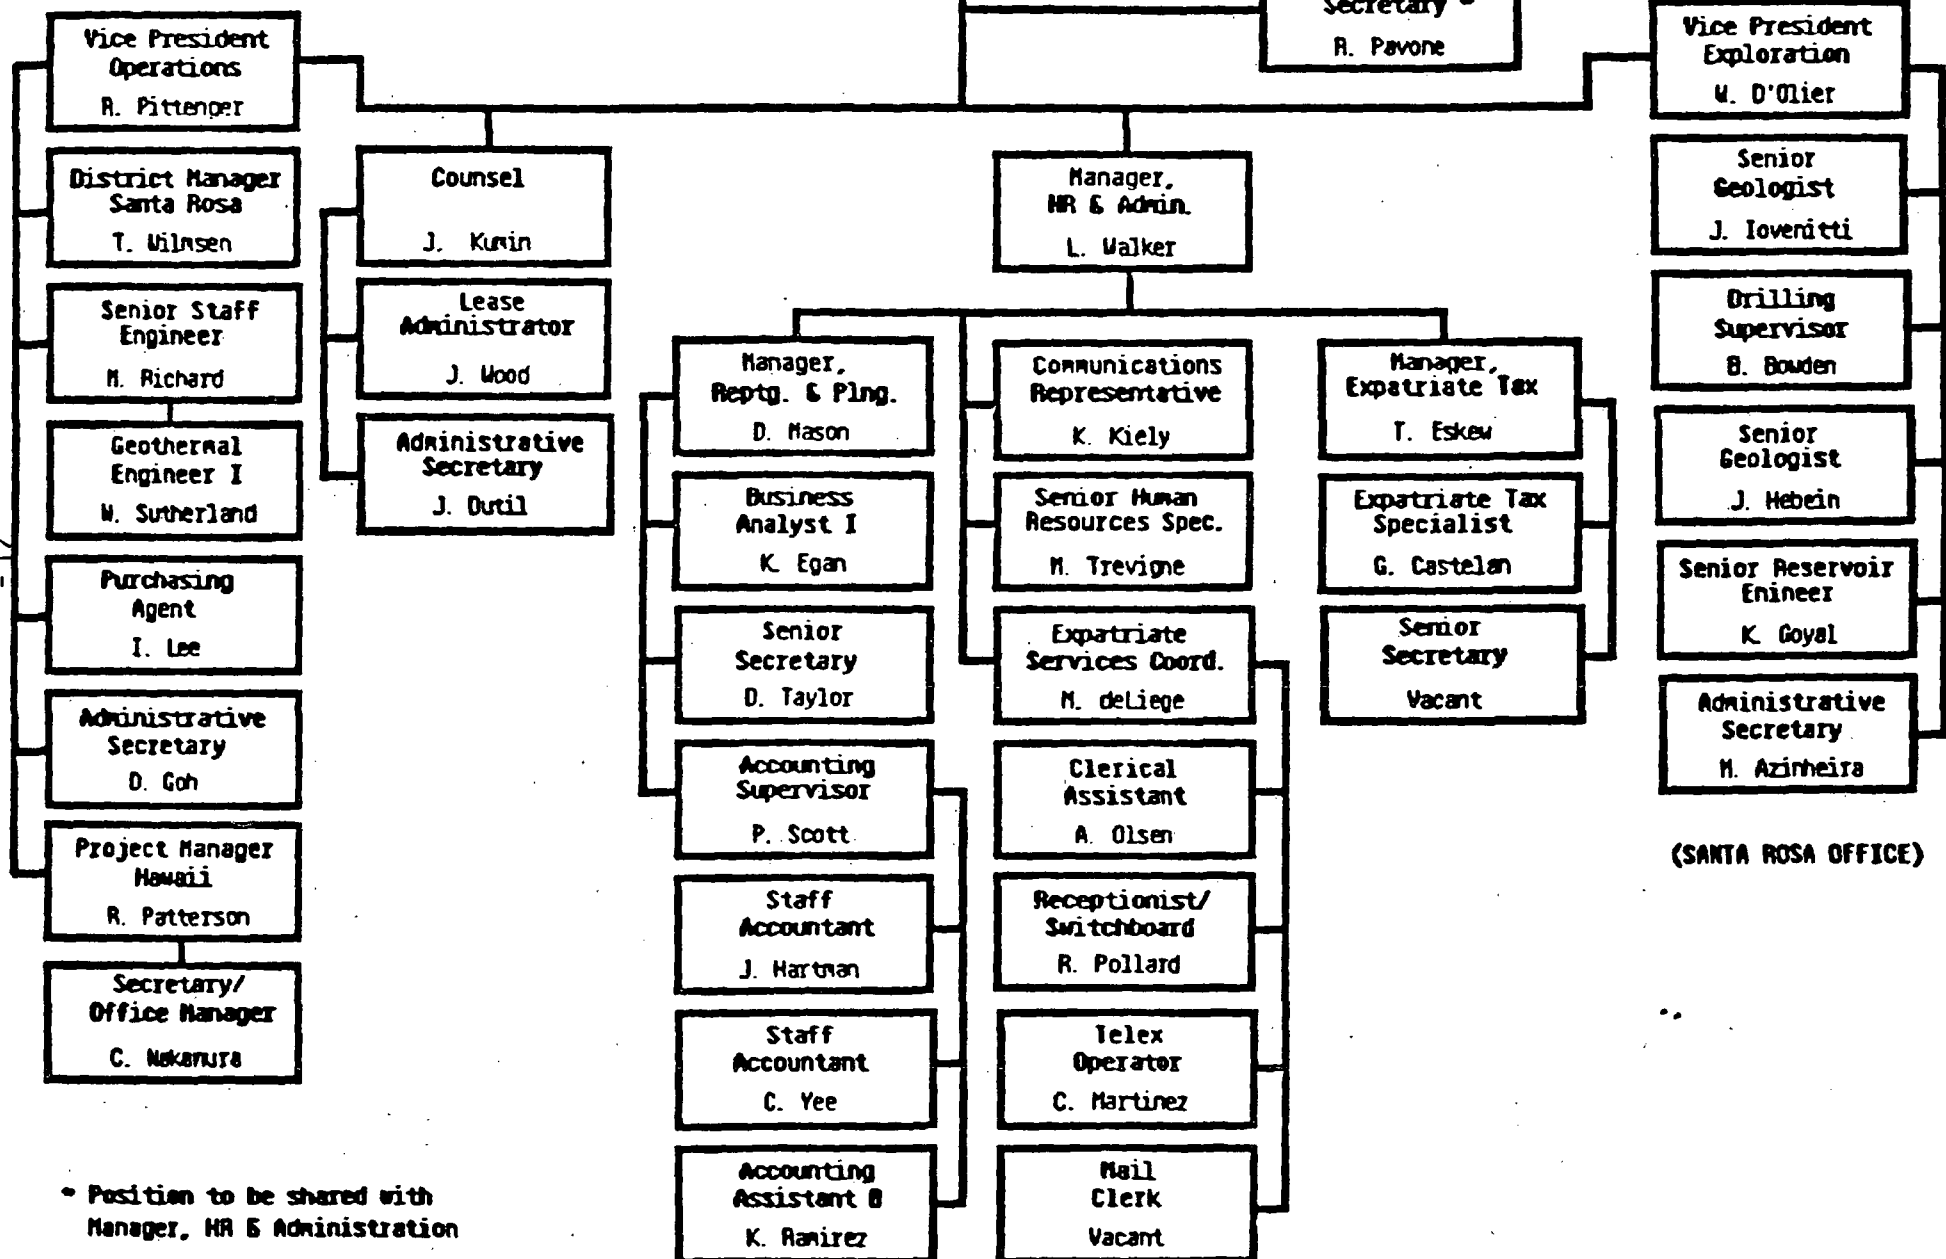 Secretary *
R. Pavone
Vice President
Operations
R. Pittenger
Vice President
Exploration
W. D'Olier
District Manager
Santa Rosa
T. Wilmsen
Counsel
J. Kumin
Manager,
HR & Admin.
L. Walker
Senior
Geologist
J. Iovenitti
Senior Staff
Engineer
M. Richard
Lease
Administrator
J. Wood
Drilling
Supervisor
B. Bowden
Manager,
Reptg. & Plng.
D. Mason
Communications
Representative
K. Kiely
Manager,
Expatriate Tax
T. Eskew
Geothermal
Engineer I
W. Sutherland
Administrative
Secretary
J. Dutil
Senior
Geologist
J. Hebein
Business
Analyst I
K. Egan
Senior Human
Resources Spec.
M. Trevigne
Expatriate Tax
Specialist
G. Castelan
Purchasing
Agent
I. Lee
Senior Reservoir
Enineer
K. Goyal
Senior
Secretary
D. Taylor
Expatriate
Services Coord.
M. deLiege
Senior
Secretary
Vacant
Administrative
Secretary
D. Goh
Administrative
Secretary
M. Azinheira
Accounting
Supervisor
P. Scott
Clerical
Assistant
A. Olsen
Project Manager
Hawaii
R. Patterson
(SANTA ROSA OFFICE)
Staff
Accountant
J. Hartman
Receptionist/
Switchboard
R. Pollard
Secretary/
Office Manager
C. Nakamura
Staff
Accountant
C. Yee
Telex
Operator
C. Martinez
Accounting
Assistant B
K. Ramirez
Mail
Clerk
Vacant
* Position to be shared with
Manager, HR & Administration